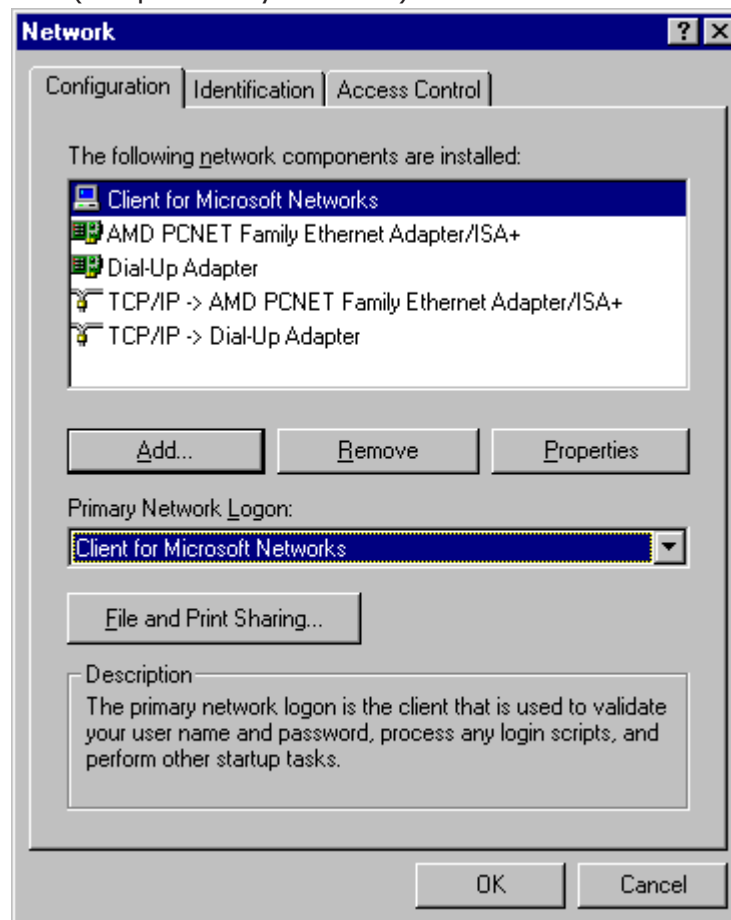 Network
Configuration Identification Access Control
The following network components are installed:
Client for Microsoft Networks
AMD PCNET Family Ethernet Adapter/ISA+
Dial-Up Adapter
TCP/IP -> AMD PCNET Family Ethernet Adapter/ISA+
TCP/IP -> Dial-Up Adapter
Add... Remove Properties
Primary Network Logon:
Client for Microsoft Networks
File and Print Sharing...
Description
The primary network logon is the client that is used to validate
your user name and password, process any login scripts, and
perform other startup tasks.
OK Cancel